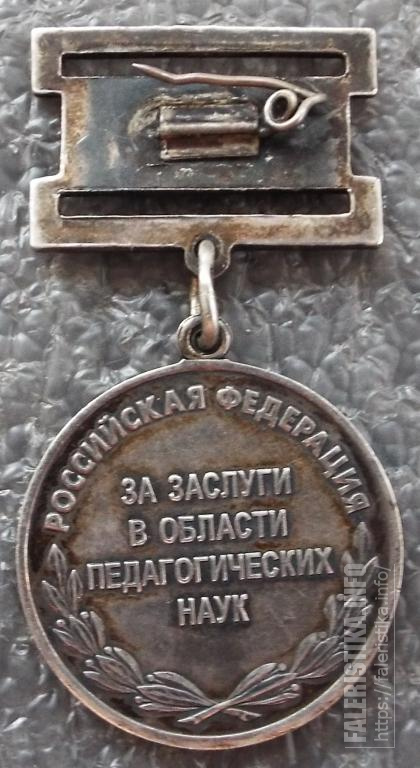 РОССИЙСКАЯ ФЕДЕРАЦИЯ
ЗА ЗАСЛУГИ
В ОБЛАСТИ
ПЕДАГОГИЧЕСКИХ
НАУК
FALERISTIKA.INFO
https://faleristika.info/